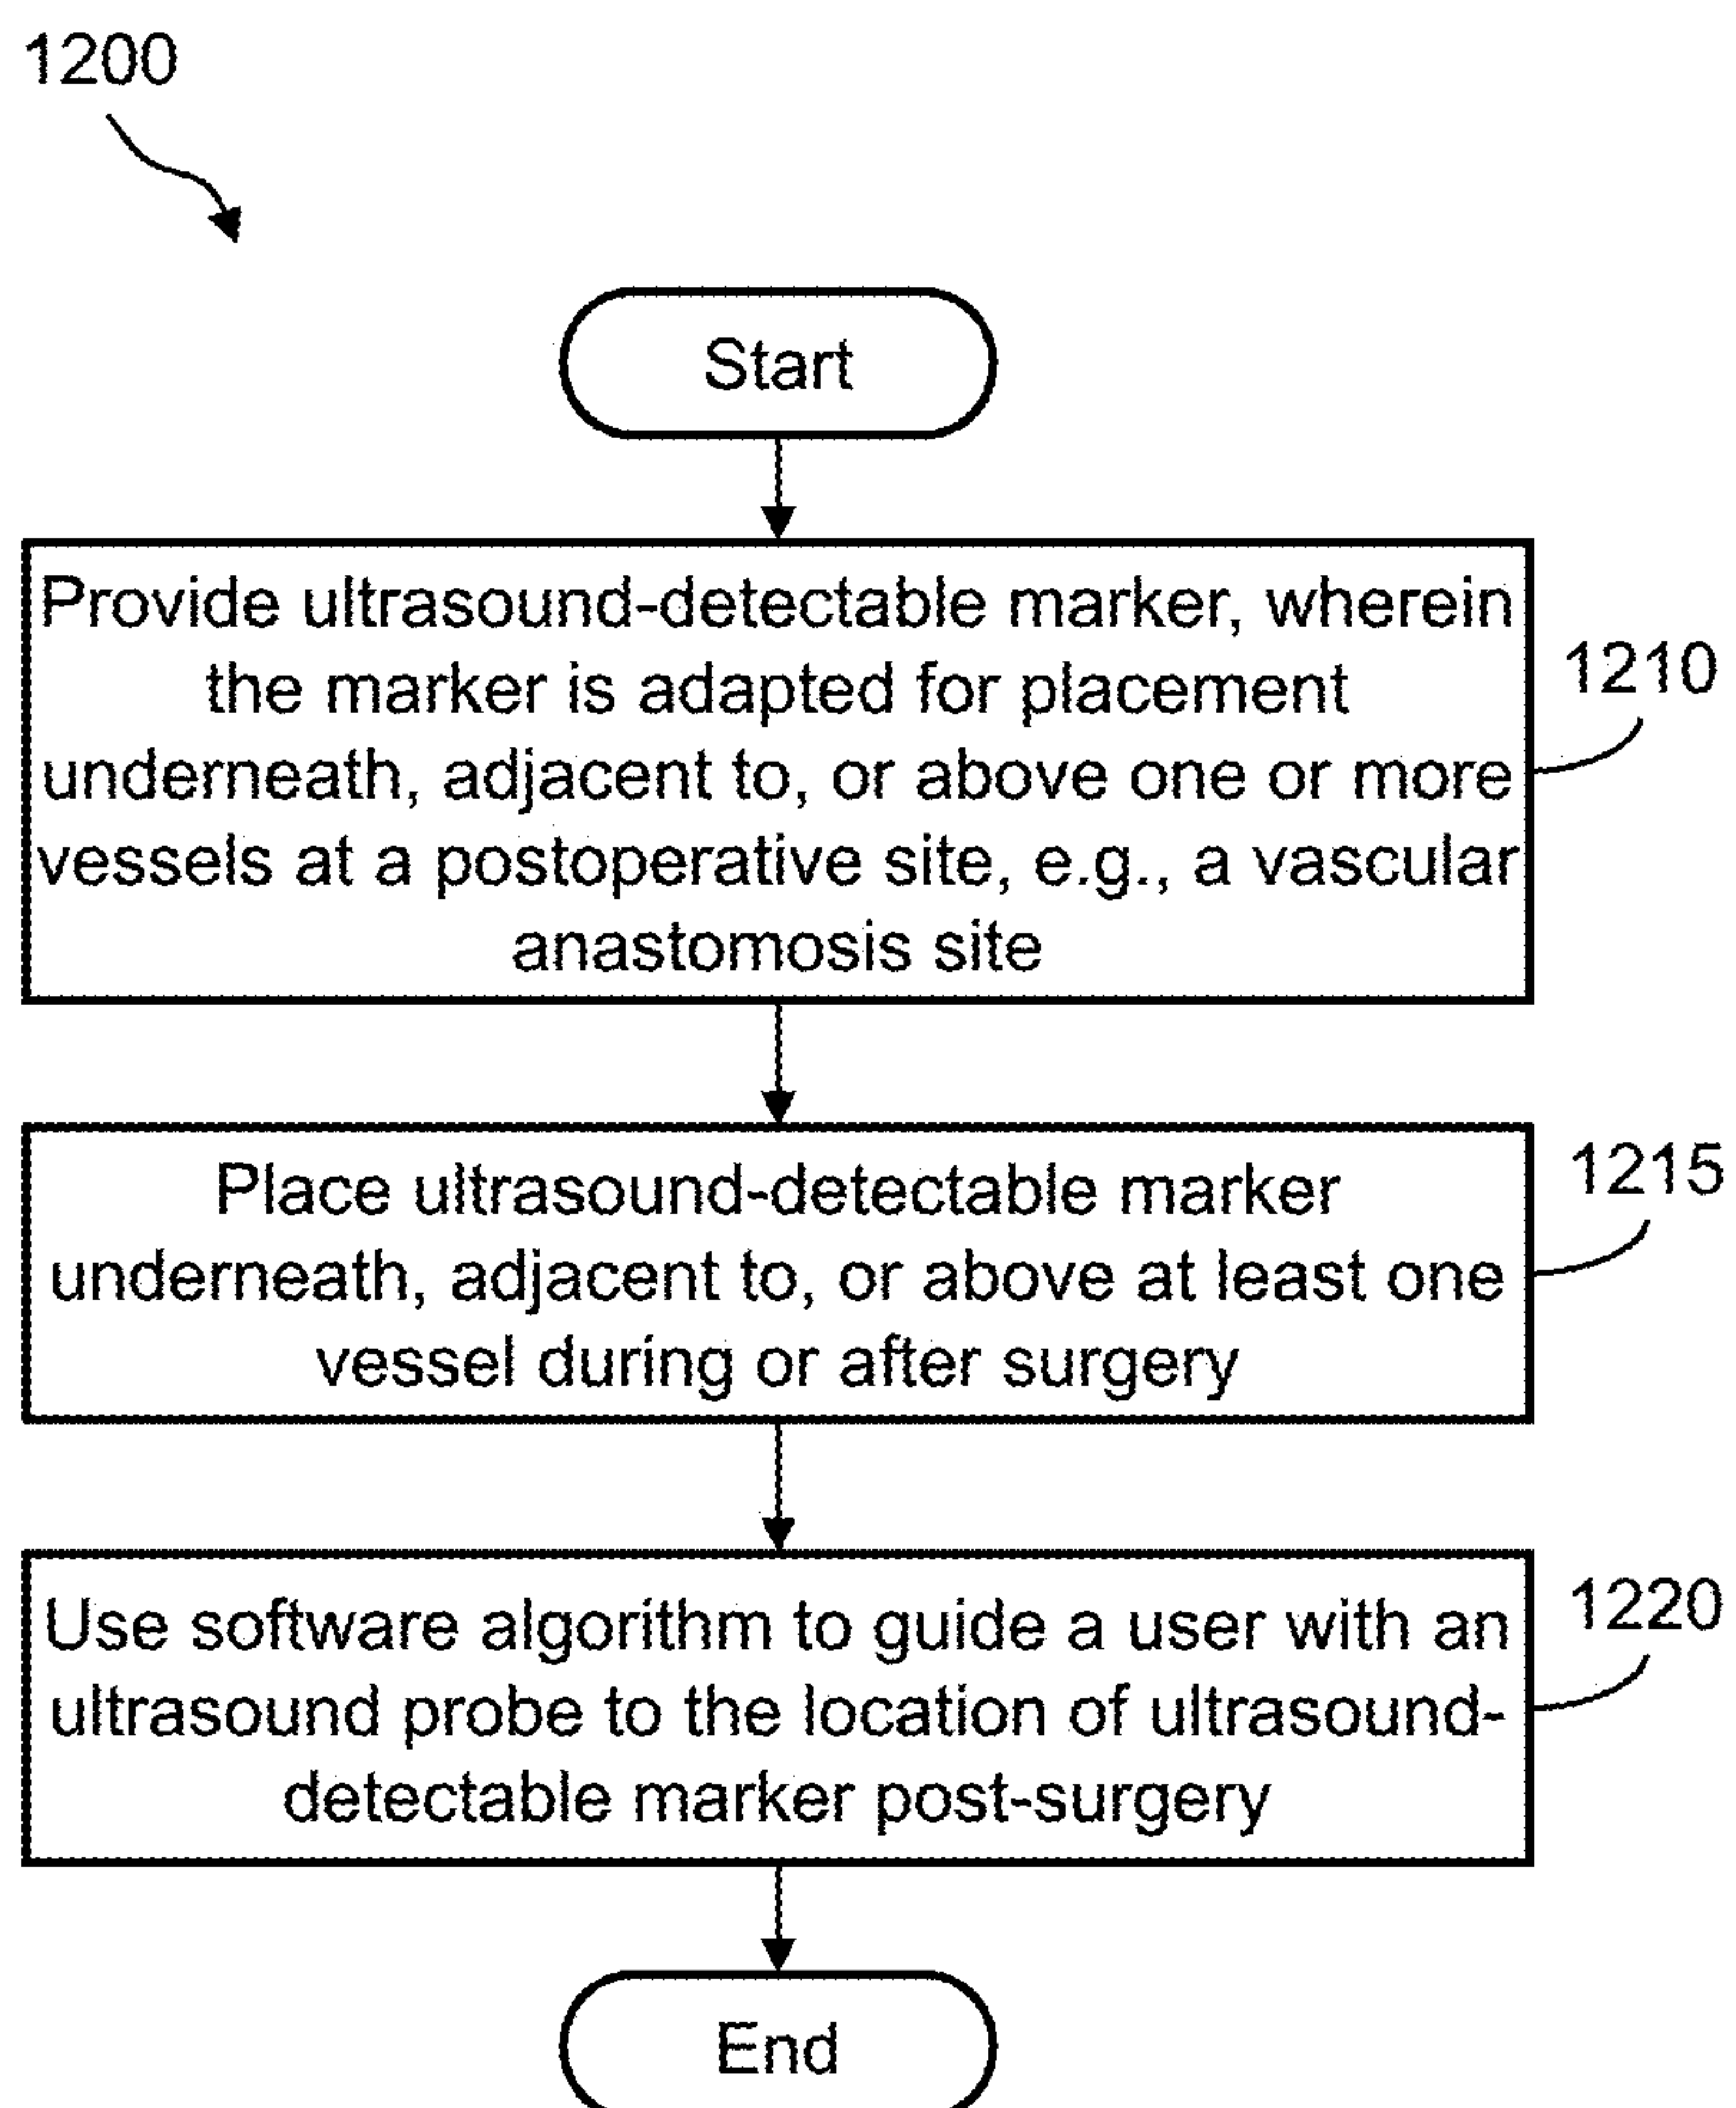 1200
Start
Provide ultrasound-detectable marker, wherein
the marker is adapted for placement
underneath, adjacent to, or above one or more
vessels at a postoperative site, e.g., a vascular
anastomosis site
1210
Place ultrasound-detectable marker
underneath, adjacent to, or above at least one
vessel during or after surgery
1215
Use software algorithm to guide a user with an
ultrasound probe to the location of ultrasound-
detectable marker post-surgery
1220
End